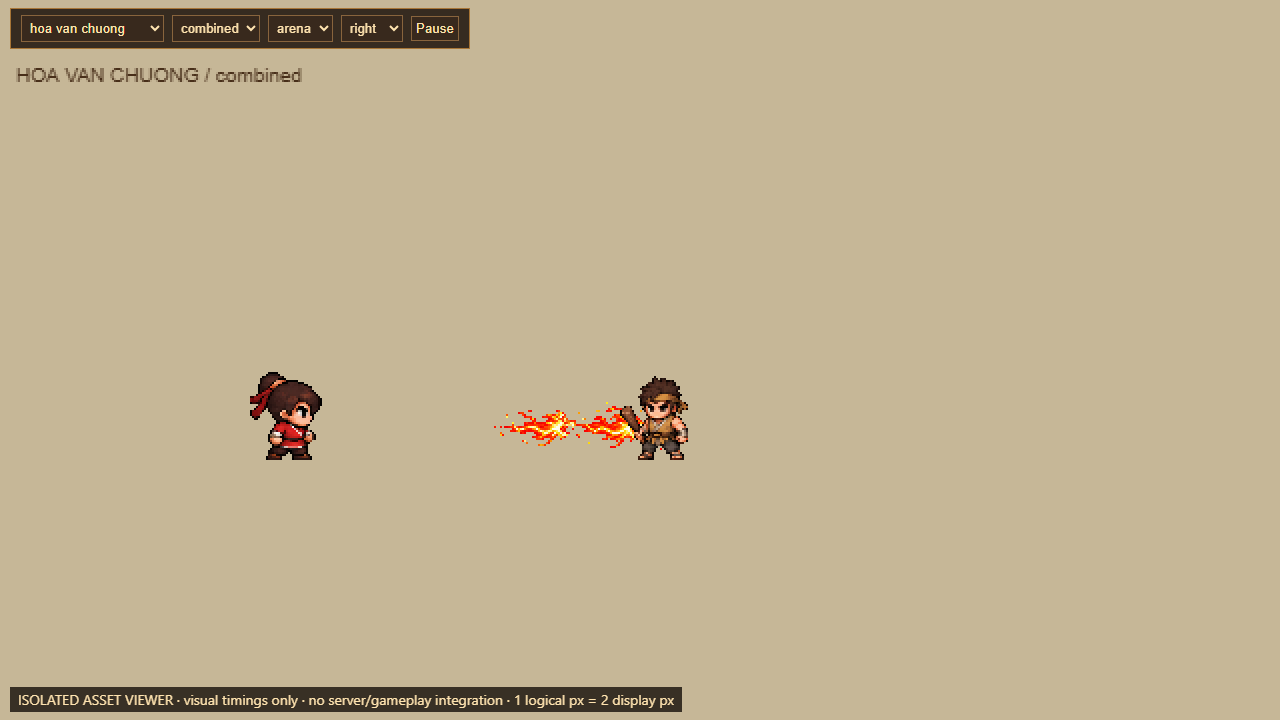 hoa van chuong combined arena right Pause
HOA VAN CHUONG / combined
ISOLATED ASSET VIEWER · visual timings only · no server/gameplay integration · 1 logical px = 2 display px